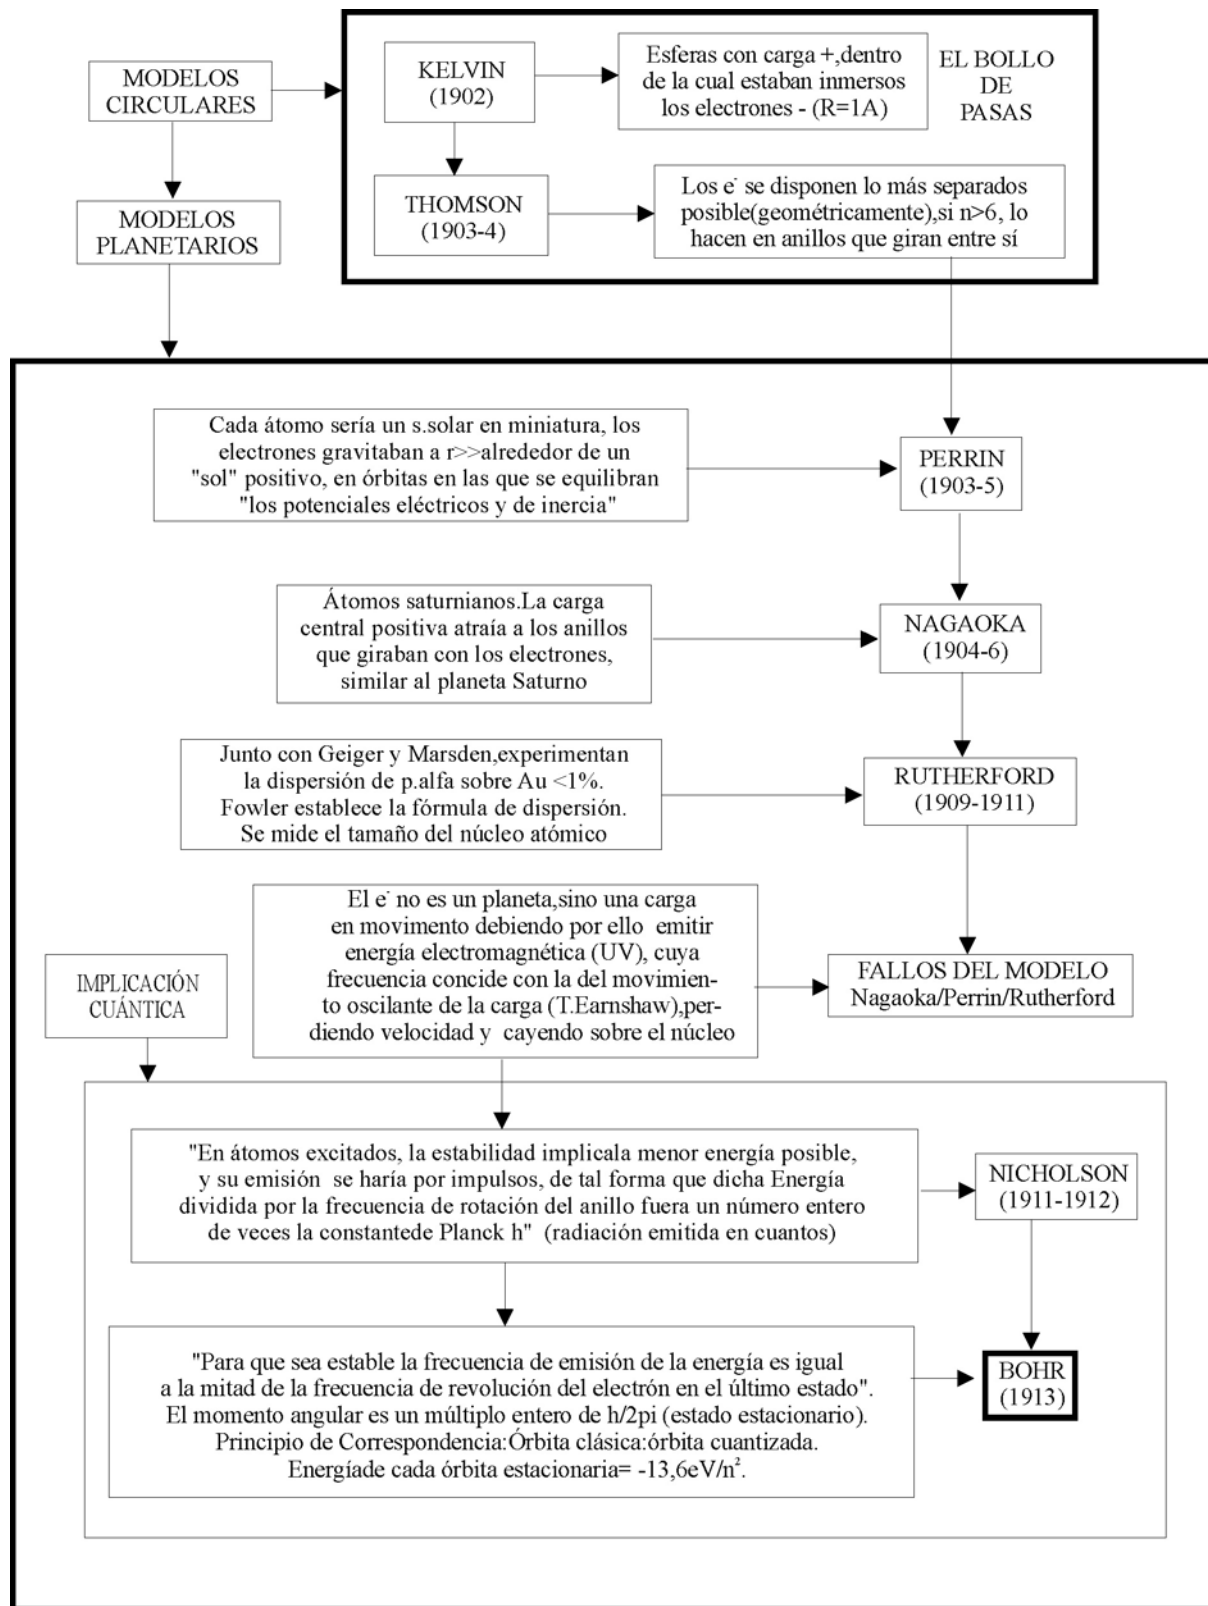 MODELOS
CIRCULARES
KELVIN
(1902)
Esferas con carga +,dentro
de la cual estaban inmersos
los electrones - (R=1A)
EL BOLLO
DE
PASAS
MODELOS
PLANETARIOS
THOMSON
(1903-4)
Los e⁻ se disponen lo más separados
posible(geométricamente),si n>6, lo
hacen en anillos que giran entre sí
Cada átomo sería un s.solar en miniatura, los
electrones gravitaban a r>>alrededor de un
"sol" positivo, en órbitas en las que se equilibran
"los potenciales eléctricos y de inercia"
PERRIN
(1903-5)
Átomos saturnianos.La carga
central positiva atraía a los anillos
que giraban con los electrones,
similar al planeta Saturno
NAGAOKA
(1904-6)
Junto con Geiger y Marsden,experimentan
la dispersión de p.alfa sobre Au <1%.
Fowler establece la fórmula de dispersión.
Se mide el tamaño del núcleo atómico
RUTHERFORD
(1909-1911)
El e⁻ no es un planeta,sino una carga
en movimiento debiendo por ello emitir
energía electromagnética (UV), cuya
frecuencia concide con la del movimien-
to oscilante de la carga (T.Earnshaw),per-
diendo velocidad y cayendo sobre el núcleo
FALLOS DEL MODELO
Nagaoka/Perrin/Rutherford
IMPLICACIÓN
CUÁNTICA
"En átomos excitados, la estabilidad implicala menor energía posible,
y su emisión se haría por impulsos, de tal forma que dicha Energía
dividida por la frecuencia de rotación del anillo fuera un número entero
de veces la constantede Planck h" (radiación emitida en cuantos)
NICHOLSON
(1911-1912)
"Para que sea estable la frecuencia de emisión de la energía es igual
a la mitad de la frecuencia de revolución del electrón en el último estado".
El momento angular es un múltiplo entero de h/2pi (estado estacionario).
Principio de Correspondencia:Órbita clásica:órbita cuantizada.
Energíade cada órbita estacionaria= -13,6eV/n².
BOHR
(1913)